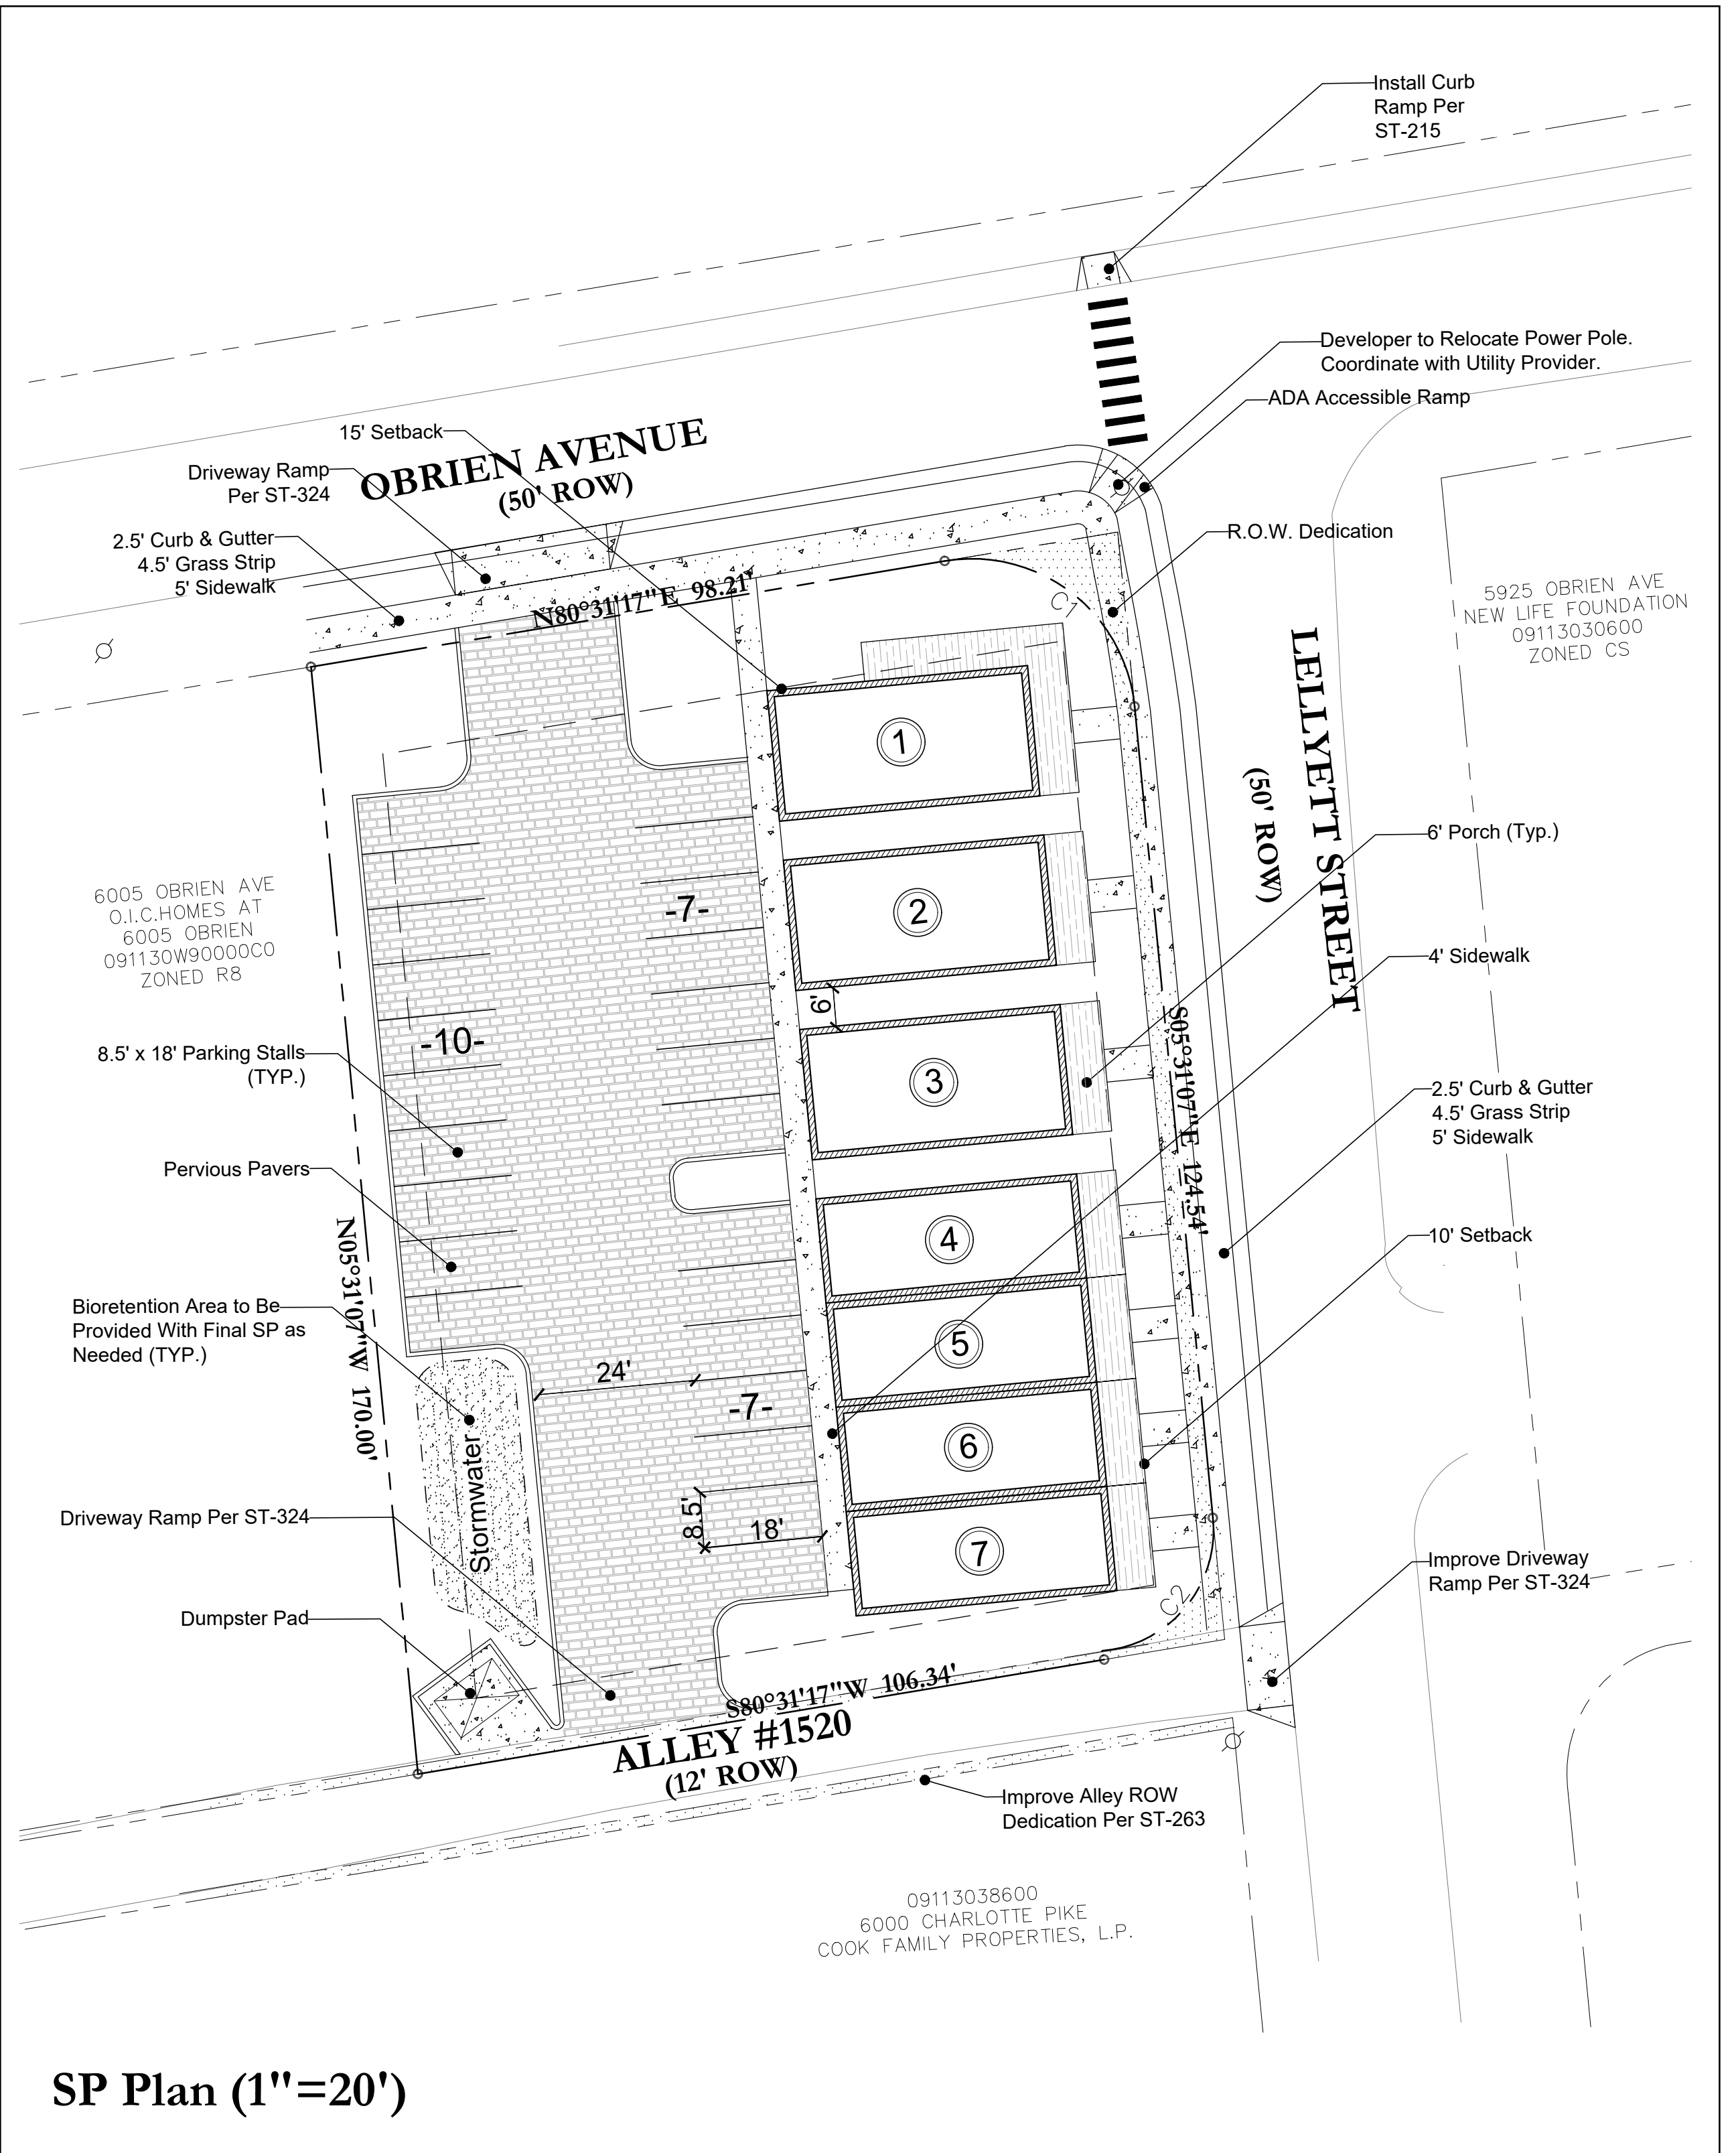 Install Curb
Ramp Per
ST-215
Developer to Relocate Power Pole.
Coordinate with Utility Provider.
ADA Accessible Ramp
15' Setback
OBRIEN AVENUE
(50' ROW)
Driveway Ramp
Per ST-324
2.5' Curb & Gutter
4.5' Grass Strip
5' Sidewalk
R.O.W. Dedication
N80°31'17"E 98.21'
C1
5925 OBRIEN AVE
NEW LIFE FOUNDATION
09113030600
ZONED CS
LELLYETT STREET
(50' ROW)
1
6' Porch (Typ.)
6005 OBRIEN AVE
O.I.C.HOMES AT
6005 OBRIEN
091130W90000CO
ZONED R8
-7-
2
4' Sidewalk
6'
-10-
8.5' x 18' Parking Stalls
(TYP.)
3
S05°31'07"E 124.54'
2.5' Curb & Gutter
4.5' Grass Strip
5' Sidewalk
Pervious Pavers
4
10' Setback
N05°31'07"W 170.00'
Bioretention Area to Be
Provided With Final SP as
Needed (TYP.)
5
24'
-7-
6
Stormwater
Driveway Ramp Per ST-324
8.5'
18'
7
Improve Driveway
Ramp Per ST-324
Dumpster Pad
C2
S80°31'17"W 106.34'
ALLEY #1520
(12' ROW)
Improve Alley ROW
Dedication Per ST-263
09113038600
6000 CHARLOTTE PIKE
COOK FAMILY PROPERTIES, L.P.
SP Plan (1"=20')